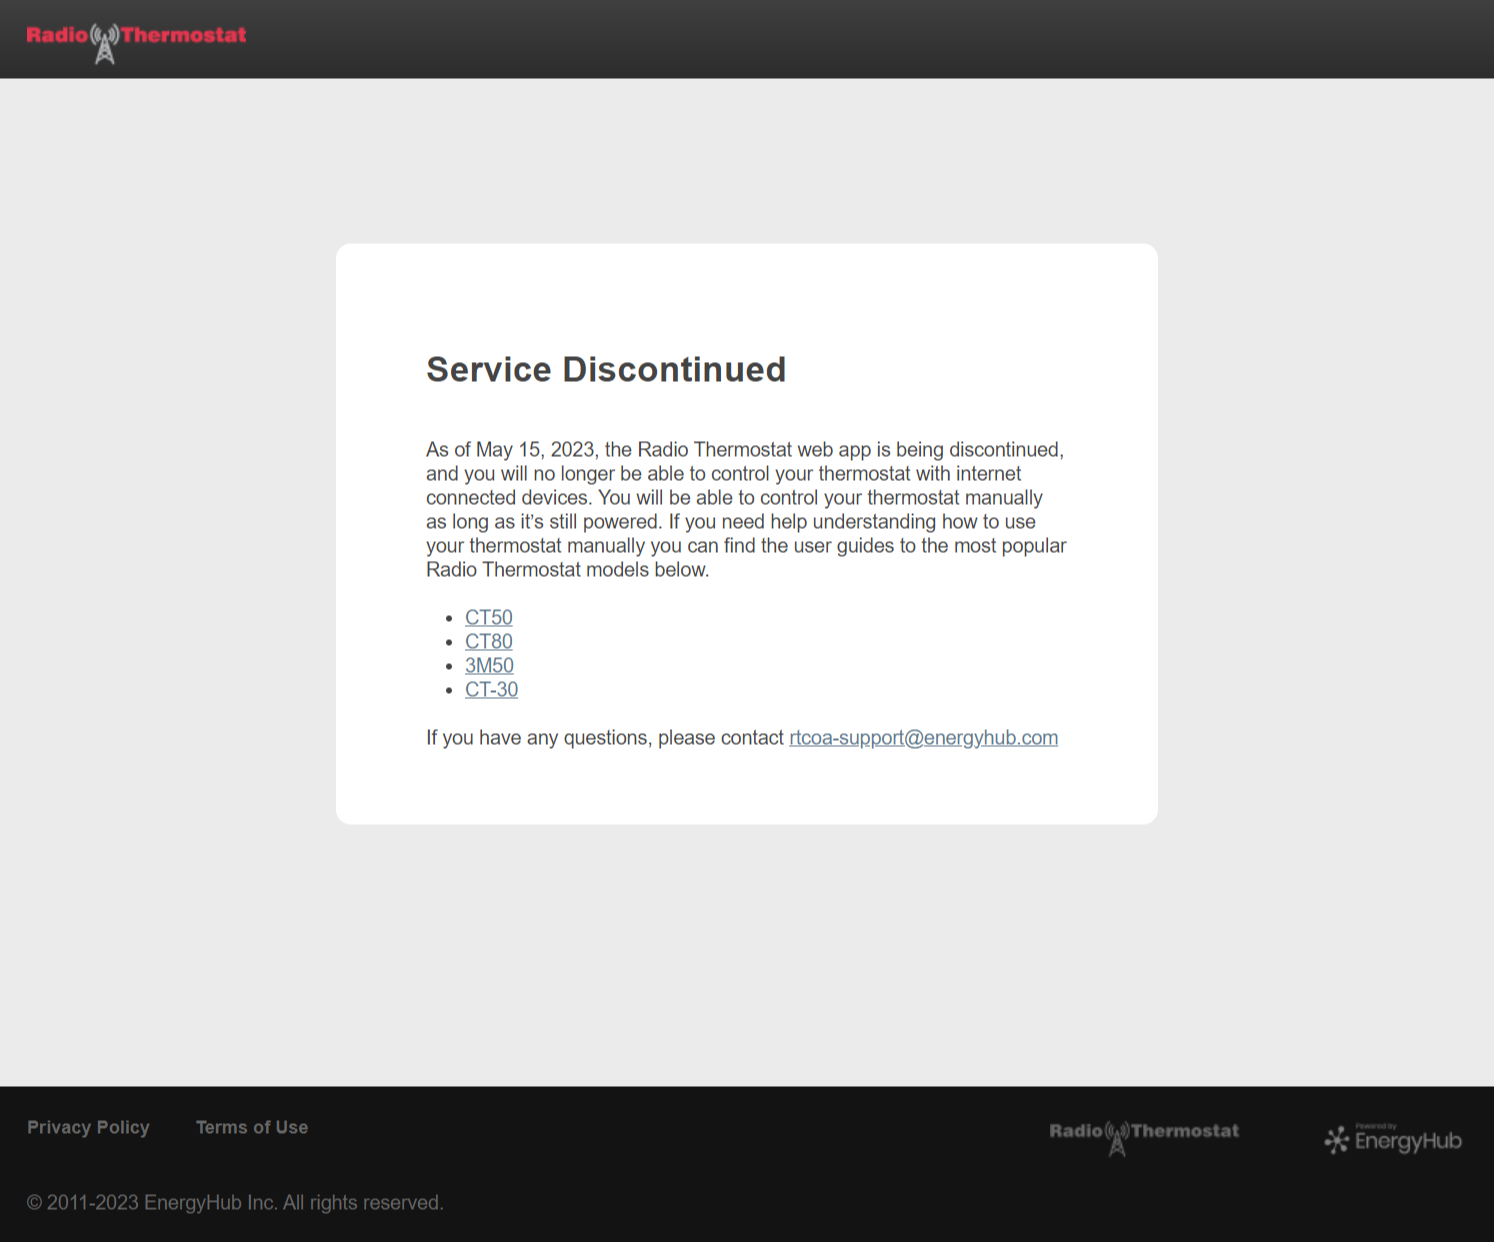 Radio Thermostat
Service Discontinued
As of May 15, 2023, the Radio Thermostat web app is being discontinued,
and you will no longer be able to control your thermostat with internet
connected devices. You will be able to control your thermostat manually
as long as it’s still powered. If you need help understanding how to use
your thermostat manually you can find the user guides to the most popular
Radio Thermostat models below.
• CT50
• CT80
• 3M50
• CT-30
If you have any questions, please contact rtcoa-support@energyhub.com
Privacy Policy Terms of Use
Radio Thermostat
Powered by
EnergyHub
© 2011-2023 EnergyHub Inc. All rights reserved.